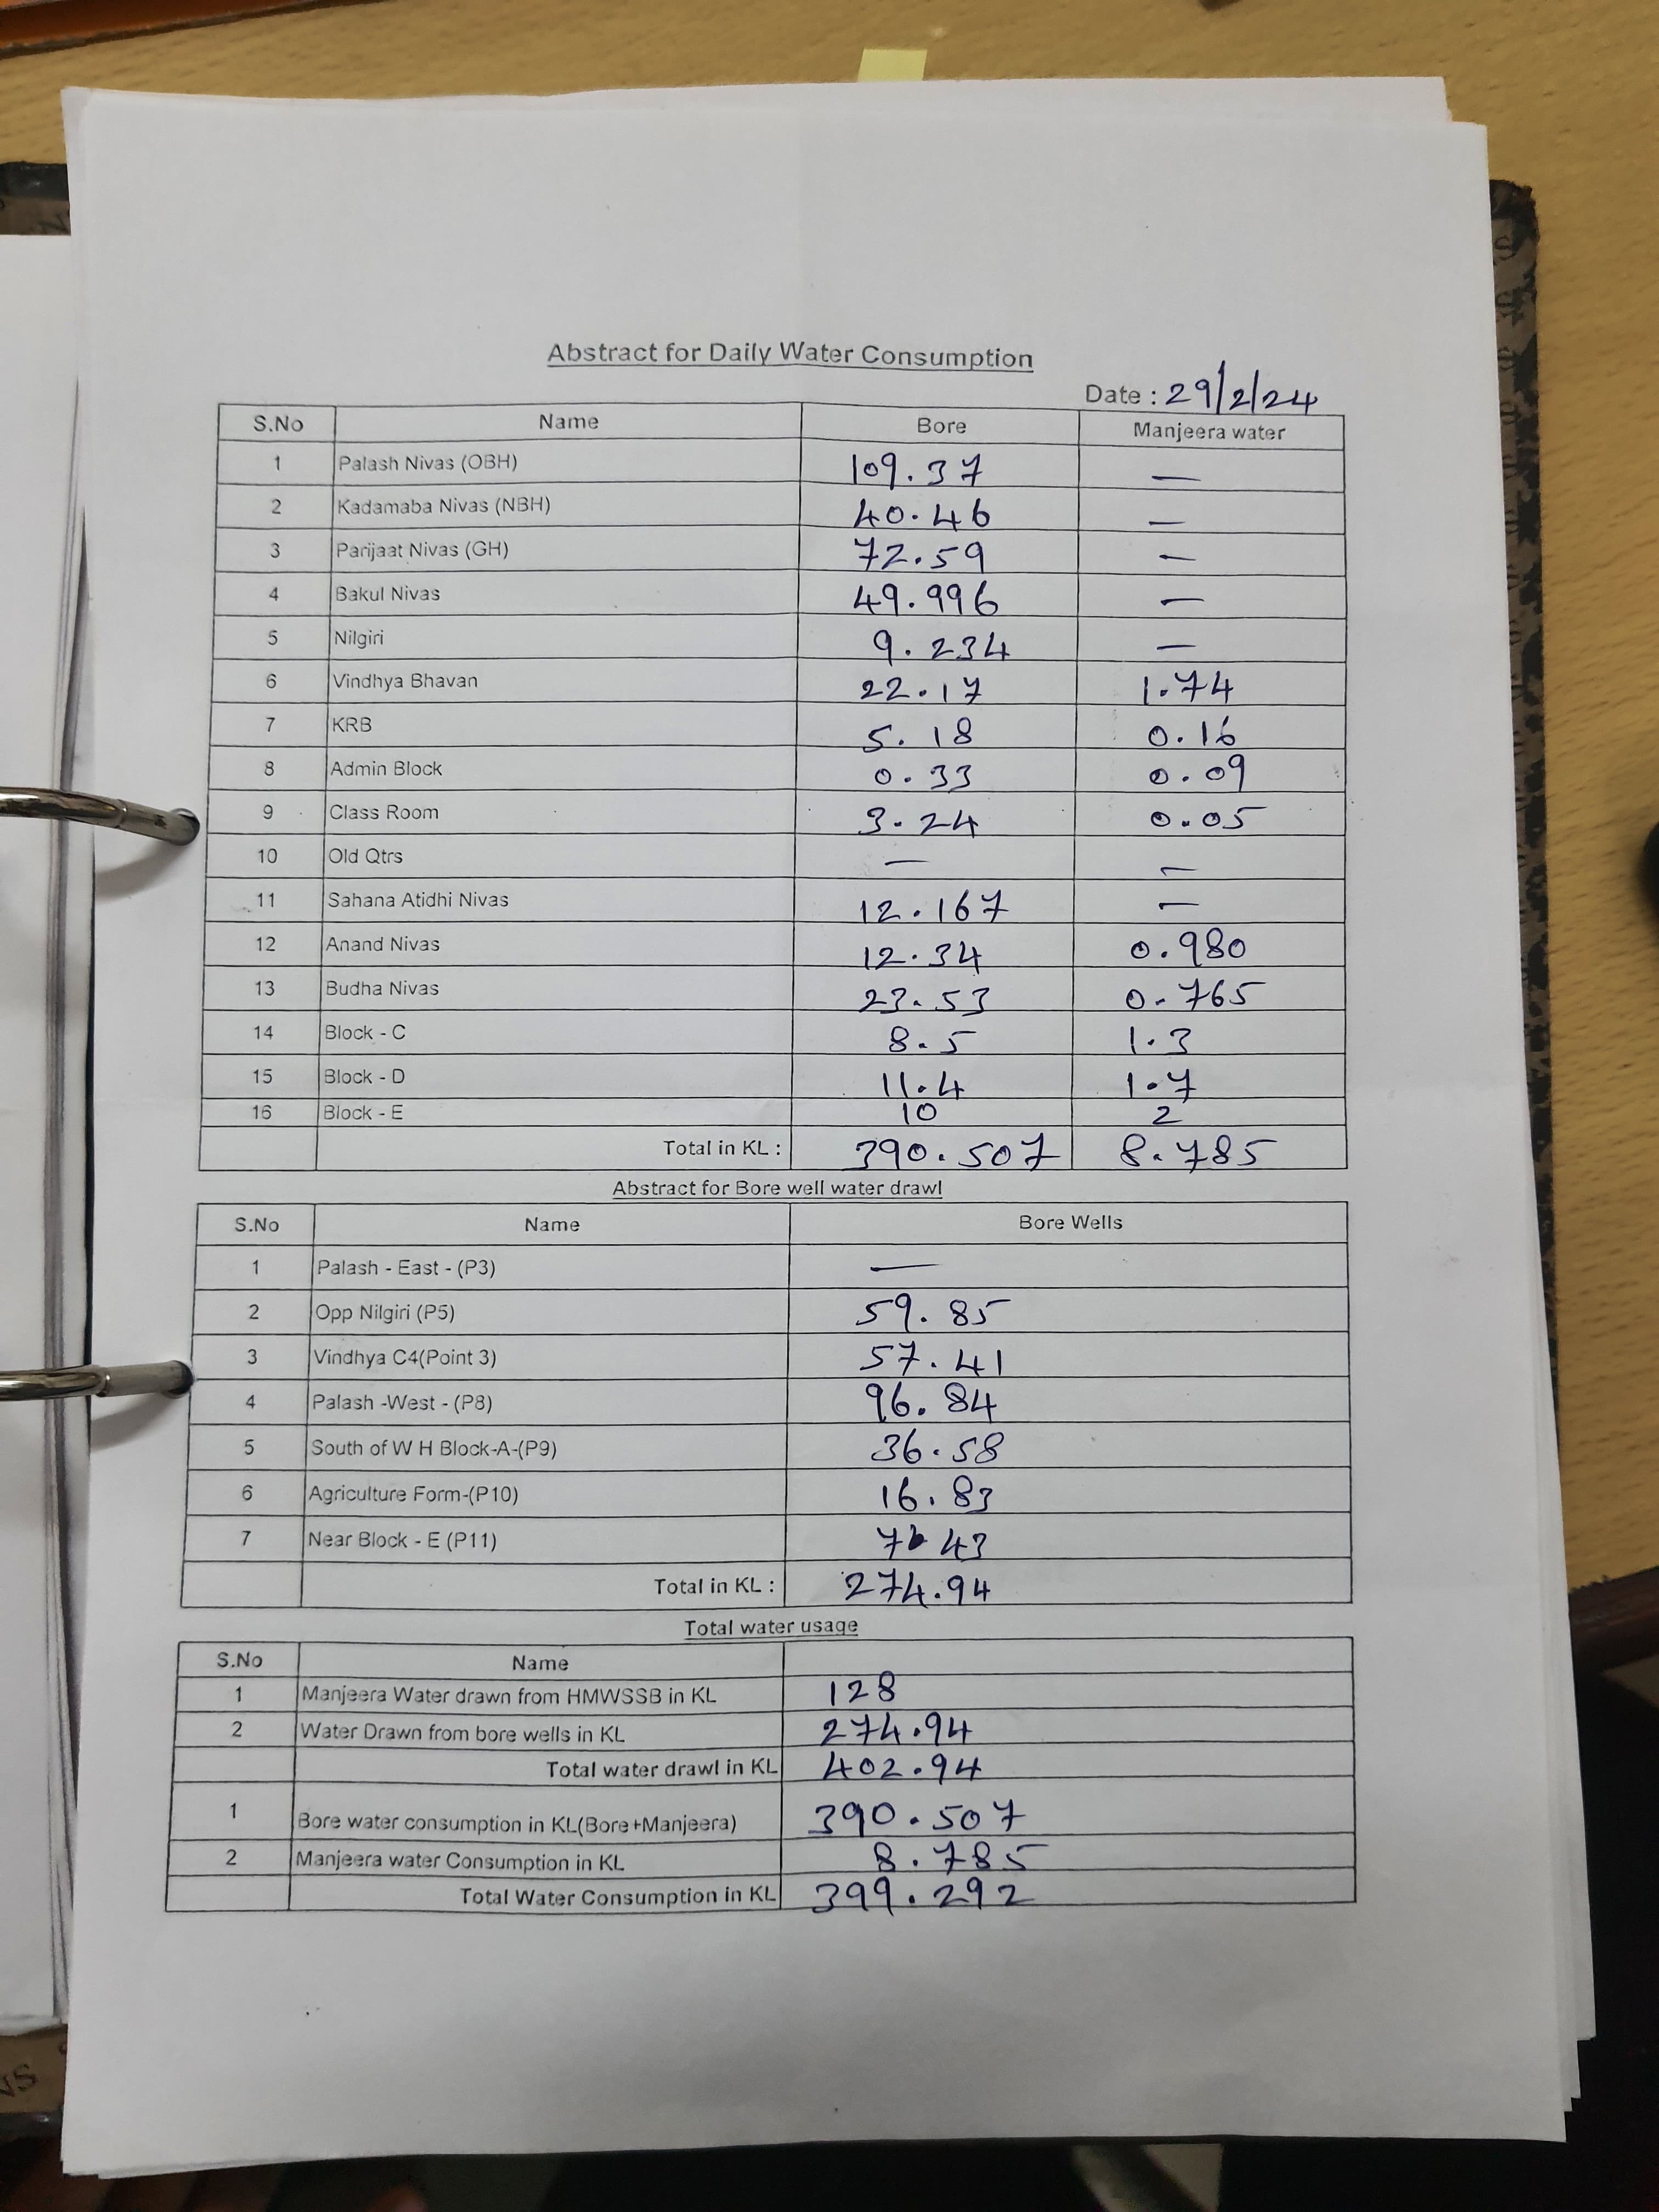 Abstract for Daily Water Consumption
Date : 29/2/24
S.No Name Bore Manjeera water
1 Palash Nivas (OBH) 109.37 —
2 Kadamaba Nivas (NBH) 40.46 —
3 Parijaat Nivas (GH) 72.59 —
4 Bakul Nivas 49.996 —
5 Nilgiri 9.234 —
6 Vindhya Bhavan 22.17 1.74
7 KRB 5.18 0.16
8 Admin Block 0.33 0.09
9 Class Room 3.24 0.05
10 Old Qtrs — —
11 Sahana Atidhi Nivas 12.167 —
12 Anand Nivas 12.34 0.980
13 Budha Nivas 23.53 0.765
14 Block - C 8.5 1.3
15 Block - D 11.4 1.7
16 Block - E 10 2
Total in KL : 390.507 8.785
Abstract for Bore well water drawl
S.No Name Bore Wells
1 Palash - East - (P3) —
2 Opp Nilgiri (P5) 59.85
3 Vindhya C4(Point 3) 57.41
4 Palash -West - (P8) 96.84
5 South of W H Block-A-(P9) 36.58
6 Agriculture Form-(P10) 16.83
7 Near Block - E (P11) 7.43
Total in KL : 274.94
Total water usage
S.No Name
1 Manjeera Water drawn from HMWSSB in KL 128
2 Water Drawn from bore wells in KL 274.94
Total water drawl in KL 402.94
1 Bore water consumption in KL(Bore+Manjeera) 390.507
2 Manjeera water Consumption in KL 8.785
Total Water Consumption in KL 399.292